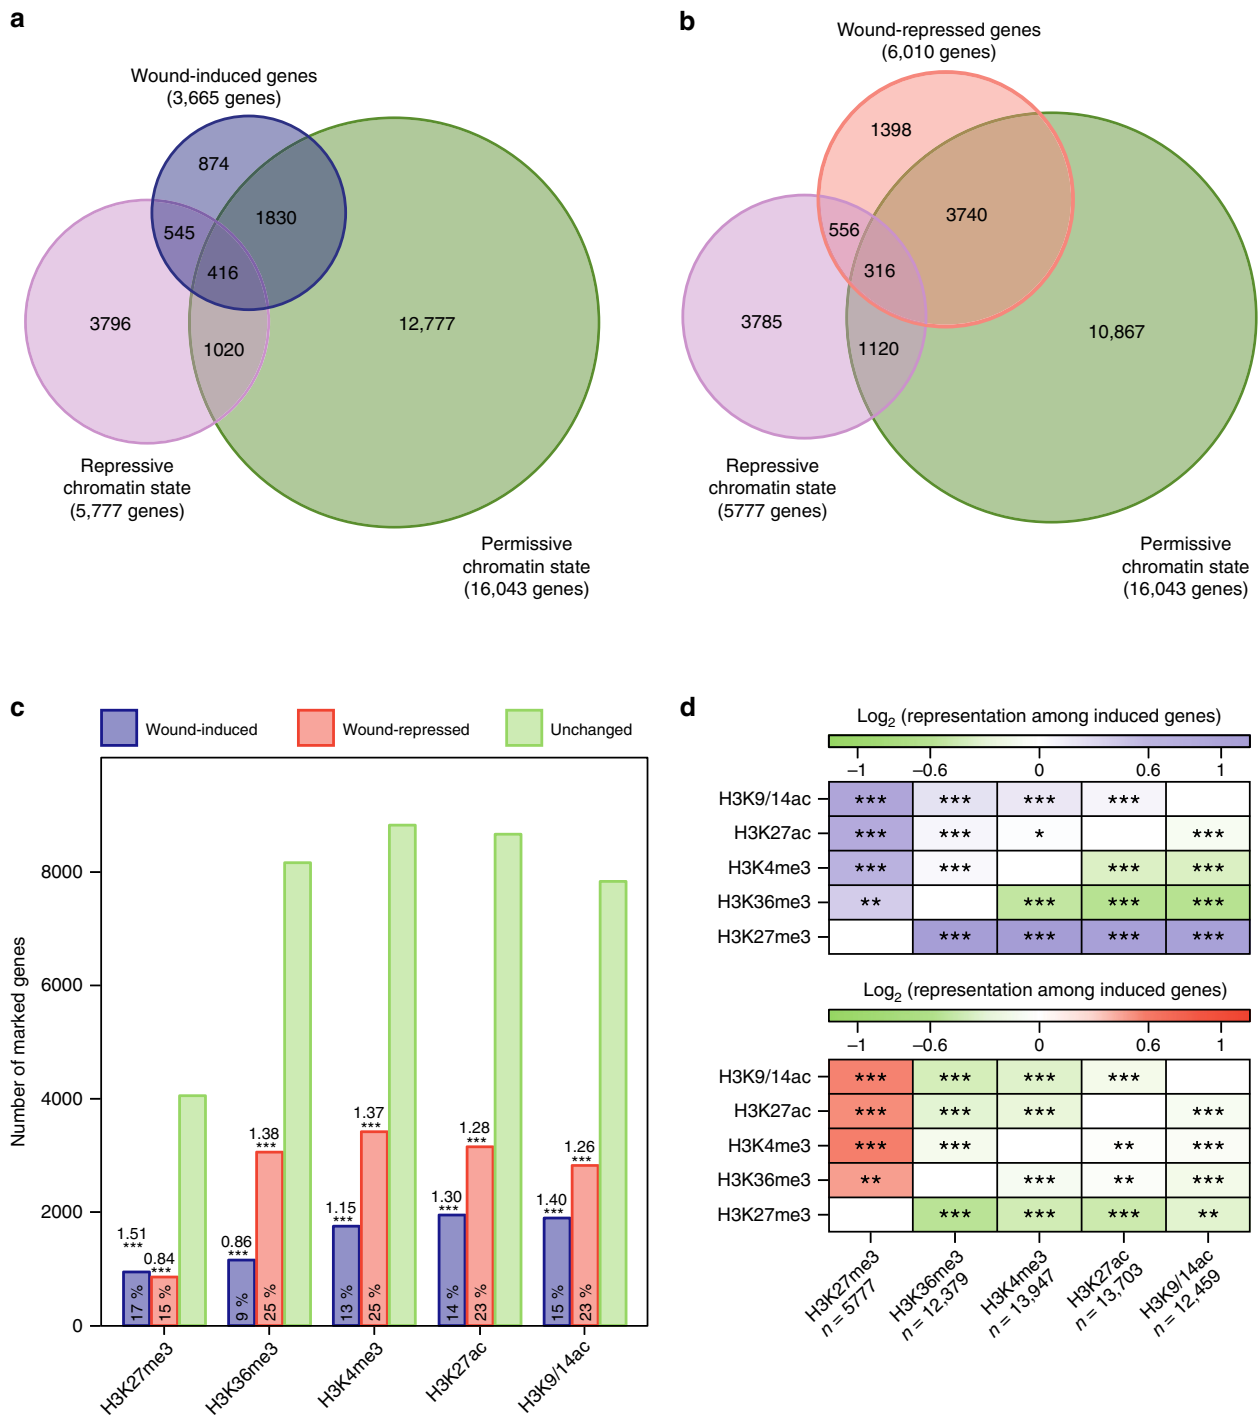 a
Wound-induced genes
(3,665 genes)
874
1830
545
416
3796
12,777
1020
Repressive
chromatin state
(5,777 genes)
Permissive
chromatin state
(16,043 genes)
b
Wound-repressed genes
(6,010 genes)
1398
3740
556
316
3785
10,867
1120
Repressive
chromatin state
(5777 genes)
Permissive
chromatin state
(16,043 genes)
c
Wound-induced
Wound-repressed
Unchanged
Number of marked genes
8000
6000
4000
2000
0
1.51
***
0.84
***
0.86
***
1.38
***
1.15
***
1.37
***
1.30
***
1.28
***
1.40
***
1.26
***
17 %
15 %
9 %
25 %
13 %
25 %
14 %
23 %
15 %
23 %
H3K27me3
H3K36me3
H3K4me3
H3K27ac
H3K9/14ac
d
Log2 (representation among induced genes)
–1 –0.6 0 0.6 1
H3K9/14ac *** *** *** ***
H3K27ac *** *** * ***
H3K4me3 *** *** *** ***
H3K36me3 ** *** *** ***
H3K27me3 *** *** *** ***
Log2 (representation among induced genes)
–1 –0.6 0 0.6 1
H3K9/14ac *** *** *** ***
H3K27ac *** *** *** ***
H3K4me3 *** *** ** ***
H3K36me3 ** *** ** ***
H3K27me3 *** *** *** **
H3K27me3
n = 5777
H3K36me3
n = 12,379
H3K4me3
n = 13,947
H3K27ac
n = 13,703
H3K9/14ac
n = 12,459